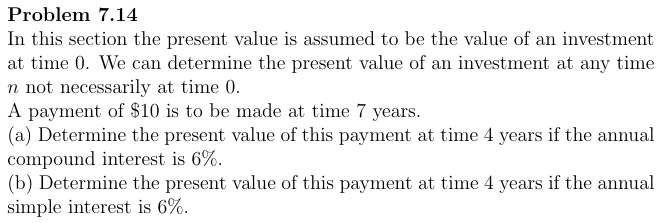 Problem 7.14
In this section the present value is assumed to be the value of an investment
at time 0. We can determine the present value of an investment at any time
n not necessarily at time 0.
A payment of $10 is to be made at time 7 years.
(a) Determine the present value of this payment at time 4 years if the annual
compound interest is 6%.
(b) Determine the present value of this payment at time 4 years if the annual
simple interest is 6%.